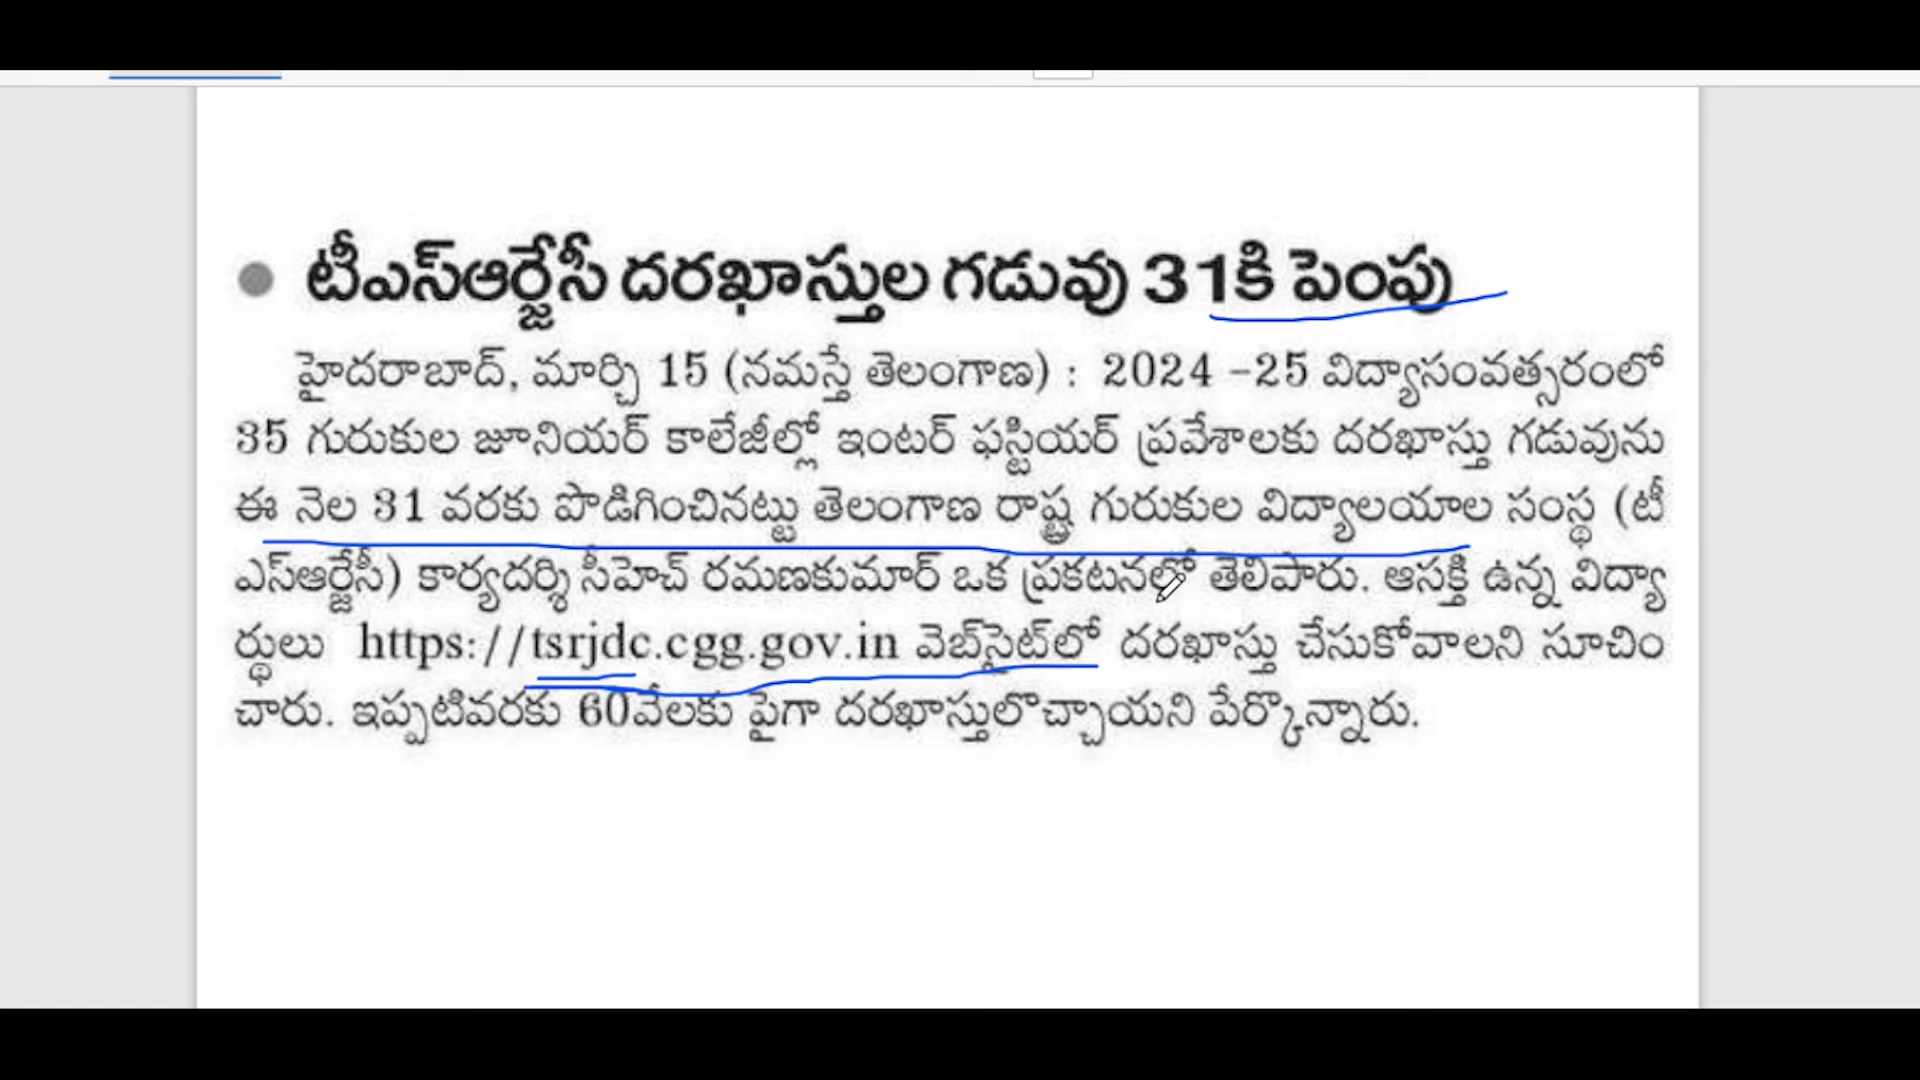 టీఎస్ఆర్జేసీ దరఖాస్తుల గడువు 31కి పెంపు
హైదరాబాద్, మార్చి 15 (నమస్తే తెలంగాణ) : 2024 -25 విద్యాసంవత్సరంలో
35 గురుకుల జూనియర్ కాలేజీల్లో ఇంటర్ ఫస్టియర్ ప్రవేశాలకు దరఖాస్తు గడువును
ఈ నెల 31 వరకు పొడిగించినట్టు తెలంగాణ రాష్ట్ర గురుకుల విద్యాలయాల సంస్థ (టీ
ఎస్ఆర్జేసీ) కార్యదర్శి సీహెచ్ రమణకుమార్ ఒక ప్రకటనలో తెలిపారు. ఆసక్తి ఉన్న విద్యా
ర్థులు https://tsrjdc.cgg.gov.in వెబ్‌సైట్‌లో దరఖాస్తు చేసుకోవాలని సూచిం
చారు. ఇప్పటివరకు 60వేలకు పైగా దరఖాస్తులొచ్చాయని పేర్కొన్నారు.